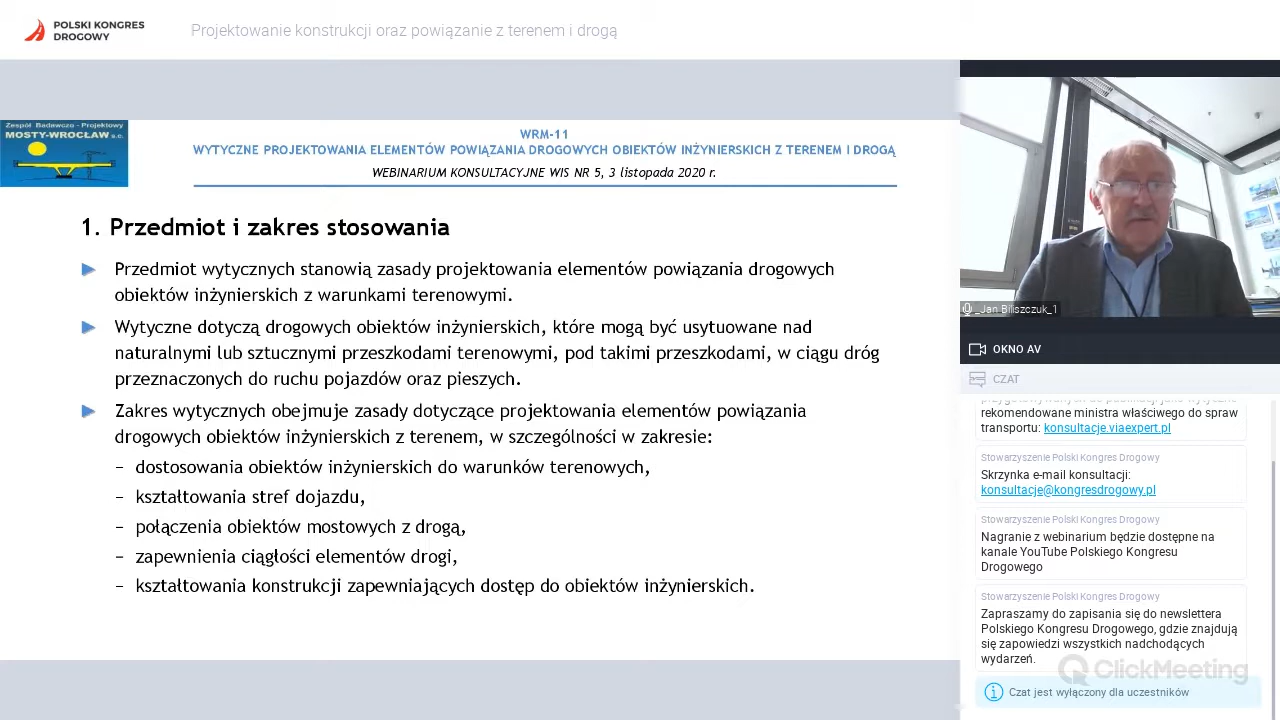 POLSKI KONGRES
DROGOWY
Projektowanie konstrukcji oraz powiązanie z terenem i drogą
Zespół Badawczo - Projektowy
MOSTY-WROCŁAW s.c.
WRM-11
WYTYCZNE PROJEKTOWANIA ELEMENTÓW POWIĄZANIA DROGOWYCH OBIEKTÓW INŻYNIERSKICH Z TERENEM I DROGĄ
WEBINARIUM KONSULTACYJNE WIS NR 5, 3 listopada 2020 r.
1. Przedmiot i zakres stosowania
Przedmiot wytycznych stanowią zasady projektowania elementów powiązania drogowych
obiektów inżynierskich z warunkami terenowymi.
Wytyczne dotyczą drogowych obiektów inżynierskich, które mogą być usytuowane nad
naturalnymi lub sztucznymi przeszkodami terenowymi, pod takimi przeszkodami, w ciągu dróg
przeznaczonych do ruchu pojazdów oraz pieszych.
Zakres wytycznych obejmuje zasady dotyczące projektowania elementów powiązania
drogowych obiektów inżynierskich z terenem, w szczególności w zakresie:
– dostosowania obiektów inżynierskich do warunków terenowych,
– kształtowania stref dojazdu,
– połączenia obiektów mostowych z drogą,
– zapewnienia ciągłości elementów drogi,
– kształtowania konstrukcji zapewniających dostęp do obiektów inżynierskich.
_Jan Biliszczuk_1
OKNO AV
CZAT
rekomendowane ministra właściwego do spraw
transportu: konsultacje.viaexpert.pl
Stowarzyszenie Polski Kongres Drogowy
Skrzynka e-mail konsultacji:
konsultacje@kongresdrogowy.pl
Stowarzyszenie Polski Kongres Drogowy
Nagranie z webinarium będzie dostępne na
kanale YouTube Polskiego Kongresu
Drogowego
Stowarzyszenie Polski Kongres Drogowy
Zapraszamy do zapisania się do newslettera
Polskiego Kongresu Drogowego, gdzie znajdują
się zapowiedzi wszystkich nadchodzących
wydarzeń.
ClickMeeting
Czat jest wyłączony dla uczestników